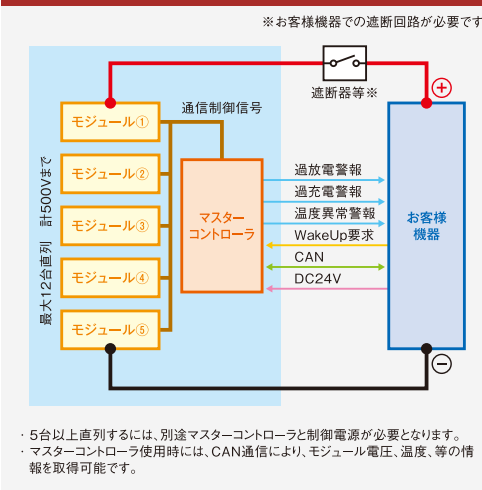 ※お客様機器での遮断回路が必要です
遮断器等※
＋
通信制御信号
モジュール①
モジュール②
モジュール③
モジュール④
モジュール⑤
最大12台直列 計500Vまで
マスター
コントローラ
過放電警報
過充電警報
温度異常警報
WakeUp要求
CAN
DC24V
お客様
機器
－
・5台以上直列するには、別途マスターコントローラと制御電源が必要となります。
・マスターコントローラ使用時には、CAN通信により、モジュール電圧、温度、等の情
報を取得可能です。